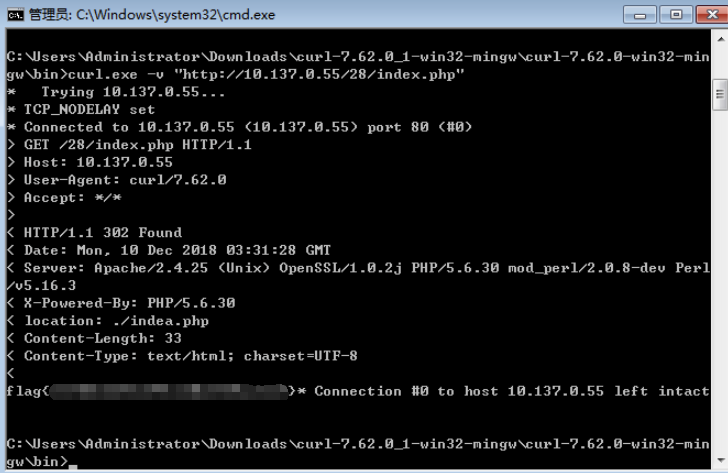 管理员: C:\Windows\system32\cmd.exe
C:\Users\Administrator\Downloads\curl-7.62.0_1-win32-mingw\curl-7.62.0-win32-min
gw\bin>curl.exe -v "http://10.137.0.55/28/index.php"
*   Trying 10.137.0.55...
* TCP_NODELAY set
* Connected to 10.137.0.55 (10.137.0.55) port 80 (#0)
> GET /28/index.php HTTP/1.1
> Host: 10.137.0.55
> User-Agent: curl/7.62.0
> Accept: */*
>
< HTTP/1.1 302 Found
< Date: Mon, 10 Dec 2018 03:31:28 GMT
< Server: Apache/2.4.25 (Unix) OpenSSL/1.0.2j PHP/5.6.30 mod_perl/2.0.8-dev Perl
/v5.16.3
< X-Powered-By: PHP/5.6.30
< location: ./indea.php
< Content-Length: 33
< Content-Type: text/html; charset=UTF-8
<
flag{}* Connection #0 to host 10.137.0.55 left intact
C:\Users\Administrator\Downloads\curl-7.62.0_1-win32-mingw\curl-7.62.0-win32-min
gw\bin>